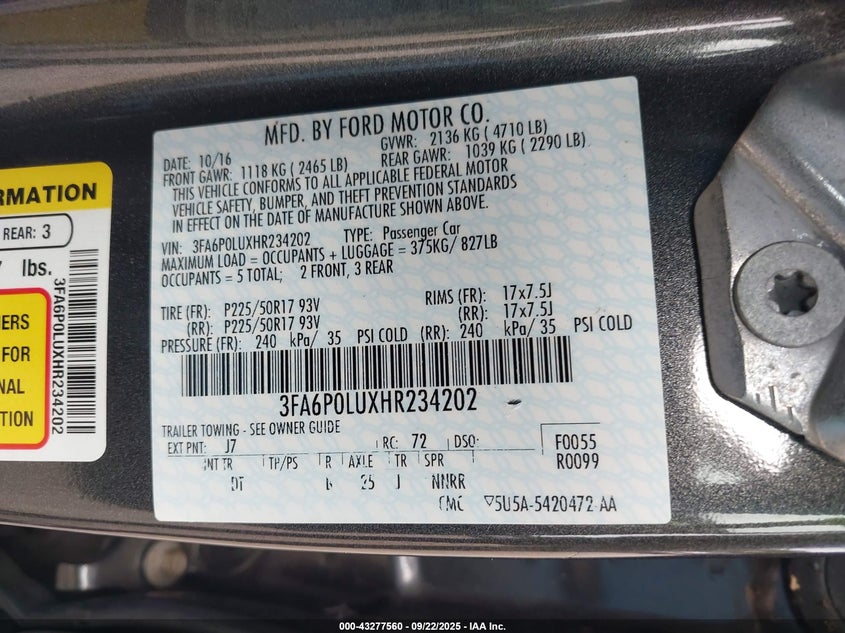 MFD. BY FORD MOTOR CO.
DATE: 10/16 GVWR: 2136 KG ( 4710 LB)
FRONT GAWR: 1118 KG ( 2465 LB) REAR GAWR: 1039 KG ( 2290 LB)
THIS VEHICLE CONFORMS TO ALL APPLICABLE FEDERAL MOTOR
VEHICLE SAFETY, BUMPER, AND THEFT PREVENTION STANDARDS
IN EFFECT ON THE DATE OF MANUFACTURE SHOWN ABOVE.
VIN: 3FA6P0LUXHR234202 TYPE: Passenger Car
MAXIMUM LOAD = OCCUPANTS + LUGGAGE = 375KG/ 827LB
OCCUPANTS = 5 TOTAL; 2 FRONT, 3 REAR
TIRE (FR): P225/50R17 93V RIMS (FR): 17x7.5J
(RR): P225/50R17 93V (RR): 17x7.5J
PRESSURE (FR): 240 kPa/ 35 PSI COLD (RR): 240 kPa/ 35 PSI COLD
3FA6P0LUXHR234202
TRAILER TOWING - SEE OWNER GUIDE
EXT PNT: J7 RC: 72 DSO: F0055
R0099
INT TR TP/PS R AXLE TR SPR
DT 25 J NNRR
CMC 5U5A-5420472 AA
RMATION
REAR: 3
lbs.
3FA6P0LUXHR234202
FOR
000-43277560 - 09/22/2025 - IAA Inc.